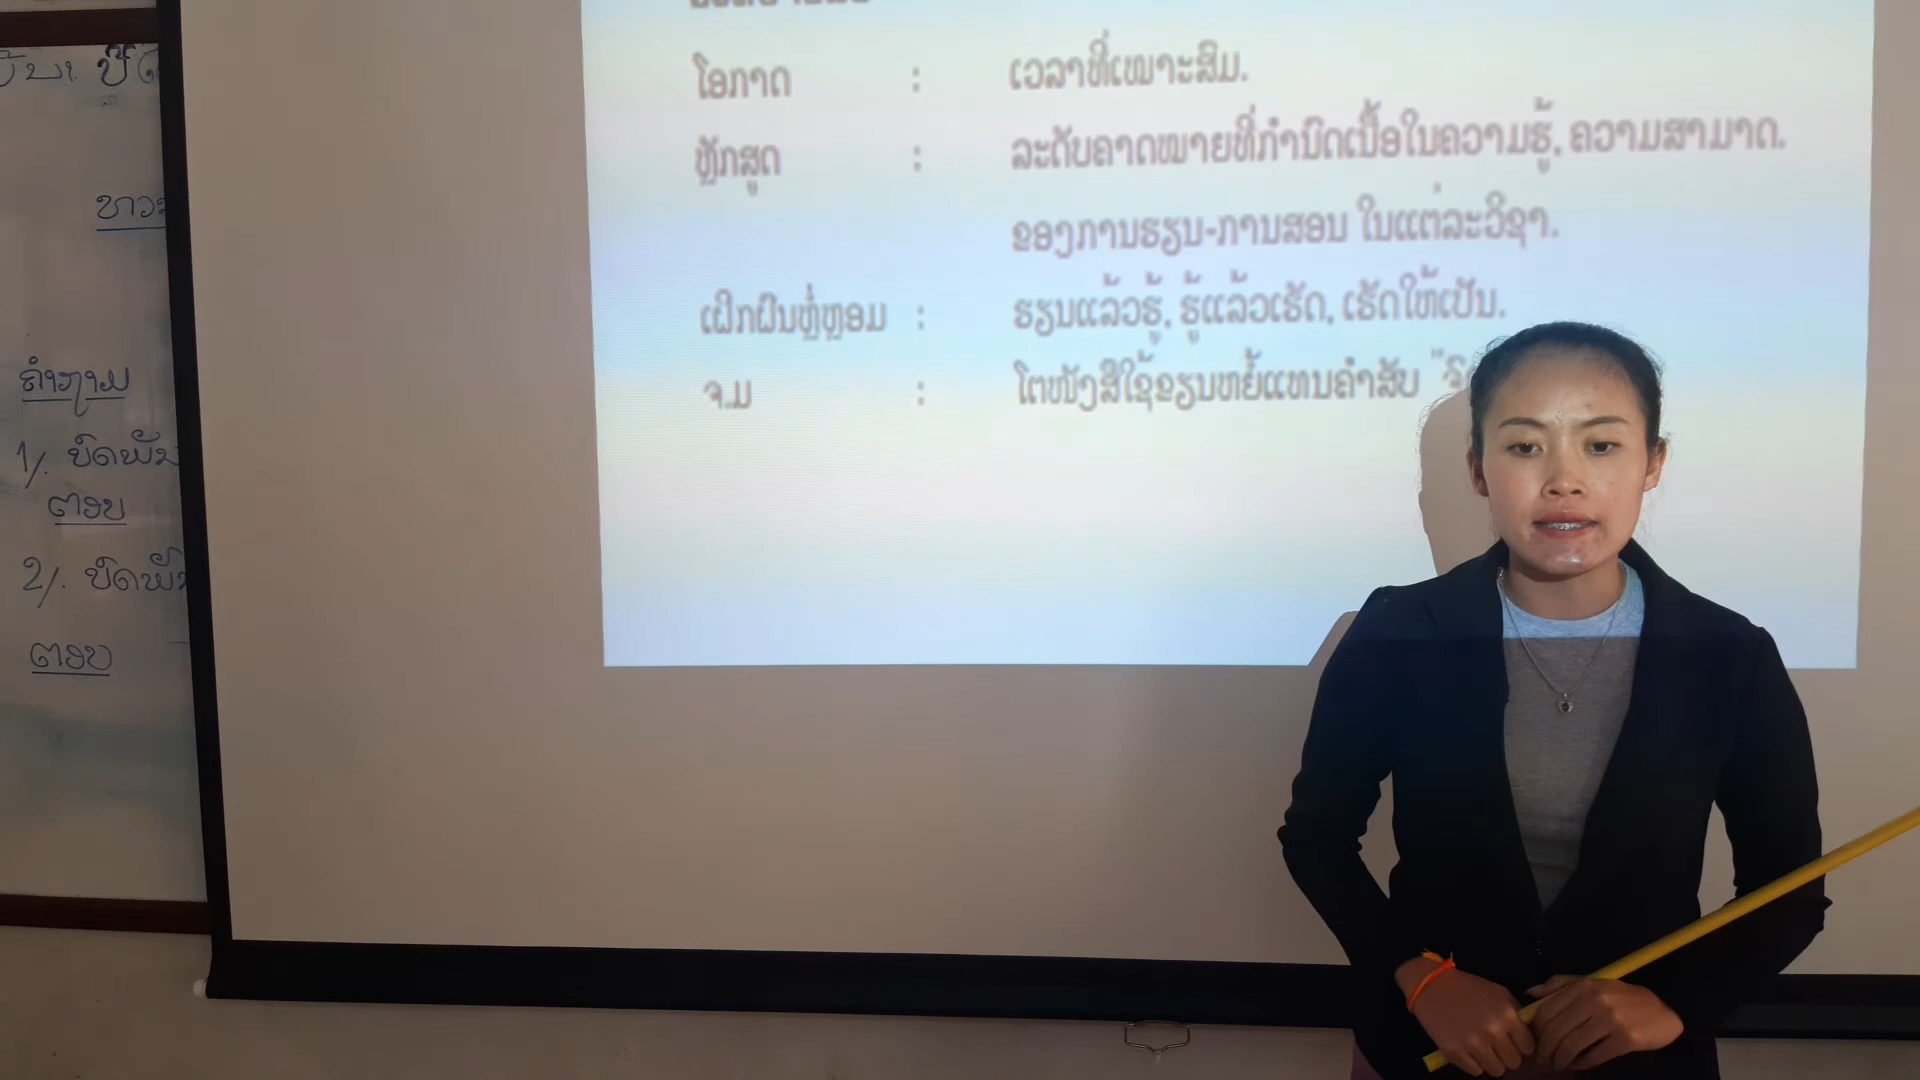 ໂອກາດ : ເວລາທີ່ເໝາະສົມ.
ຫຼັກສູດ : ລະດັບຄາດໝາຍທີ່ກຳນົດເນື້ອໃນຄວາມຮູ້, ຄວາມສາມາດ.
ຂອງການຮຽນ-ການສອນ ໃນແຕ່ລະວິຊາ.
ເຝິກຝົນຫຼໍ່ຫຼອມ : ຮຽນແລ້ວຮູ້, ຮູ້ແລ້ວເຮັດ, ເຮັດໃຫ້ເປັນ.
ຈ.ມ : ໂຕໜັງສືໃຊ້ຂຽນຫຍໍ້ແທນຄຳສັບ
ຄຳຖາມ
1/. ບົດພັນ
ຕອບ
2/. ບົດພັນ
ຕອບ